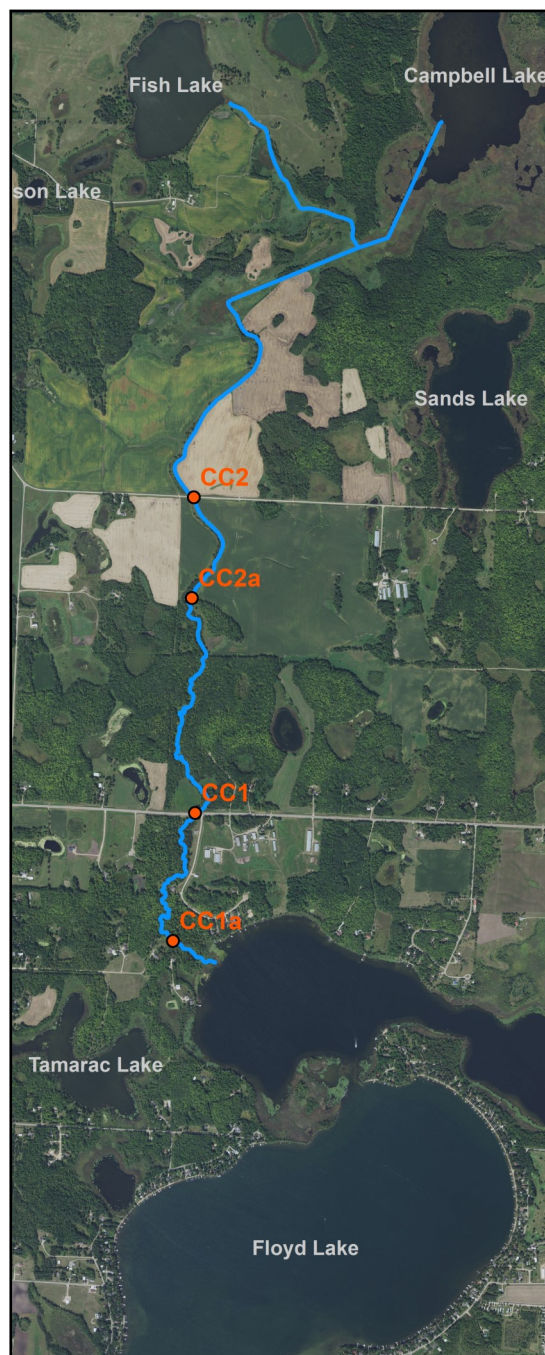 Campbell Lake
Fish Lake
son Lake
Sands Lake
CC2
CC2a
CC1
CC1a
Tamarac Lake
Floyd Lake